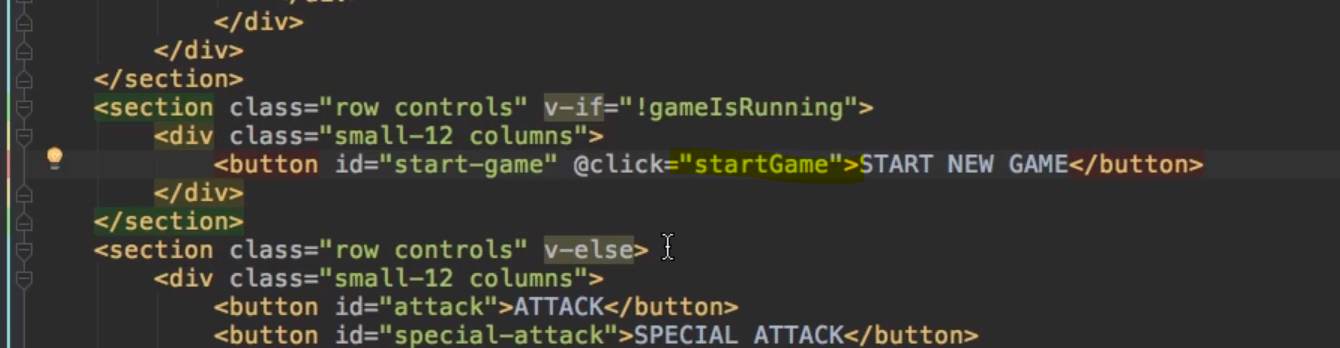 </div>
</div>
</section>
<section class="row controls" v-if="!gameIsRunning">
<div class="small-12 columns">
<button id="start-game" @click="startGame">START NEW GAME</button>
</div>
</section>
<section class="row controls" v-else>
<div class="small-12 columns">
<button id="attack">ATTACK</button>
<button id="special-attack">SPECIAL ATTACK</button>